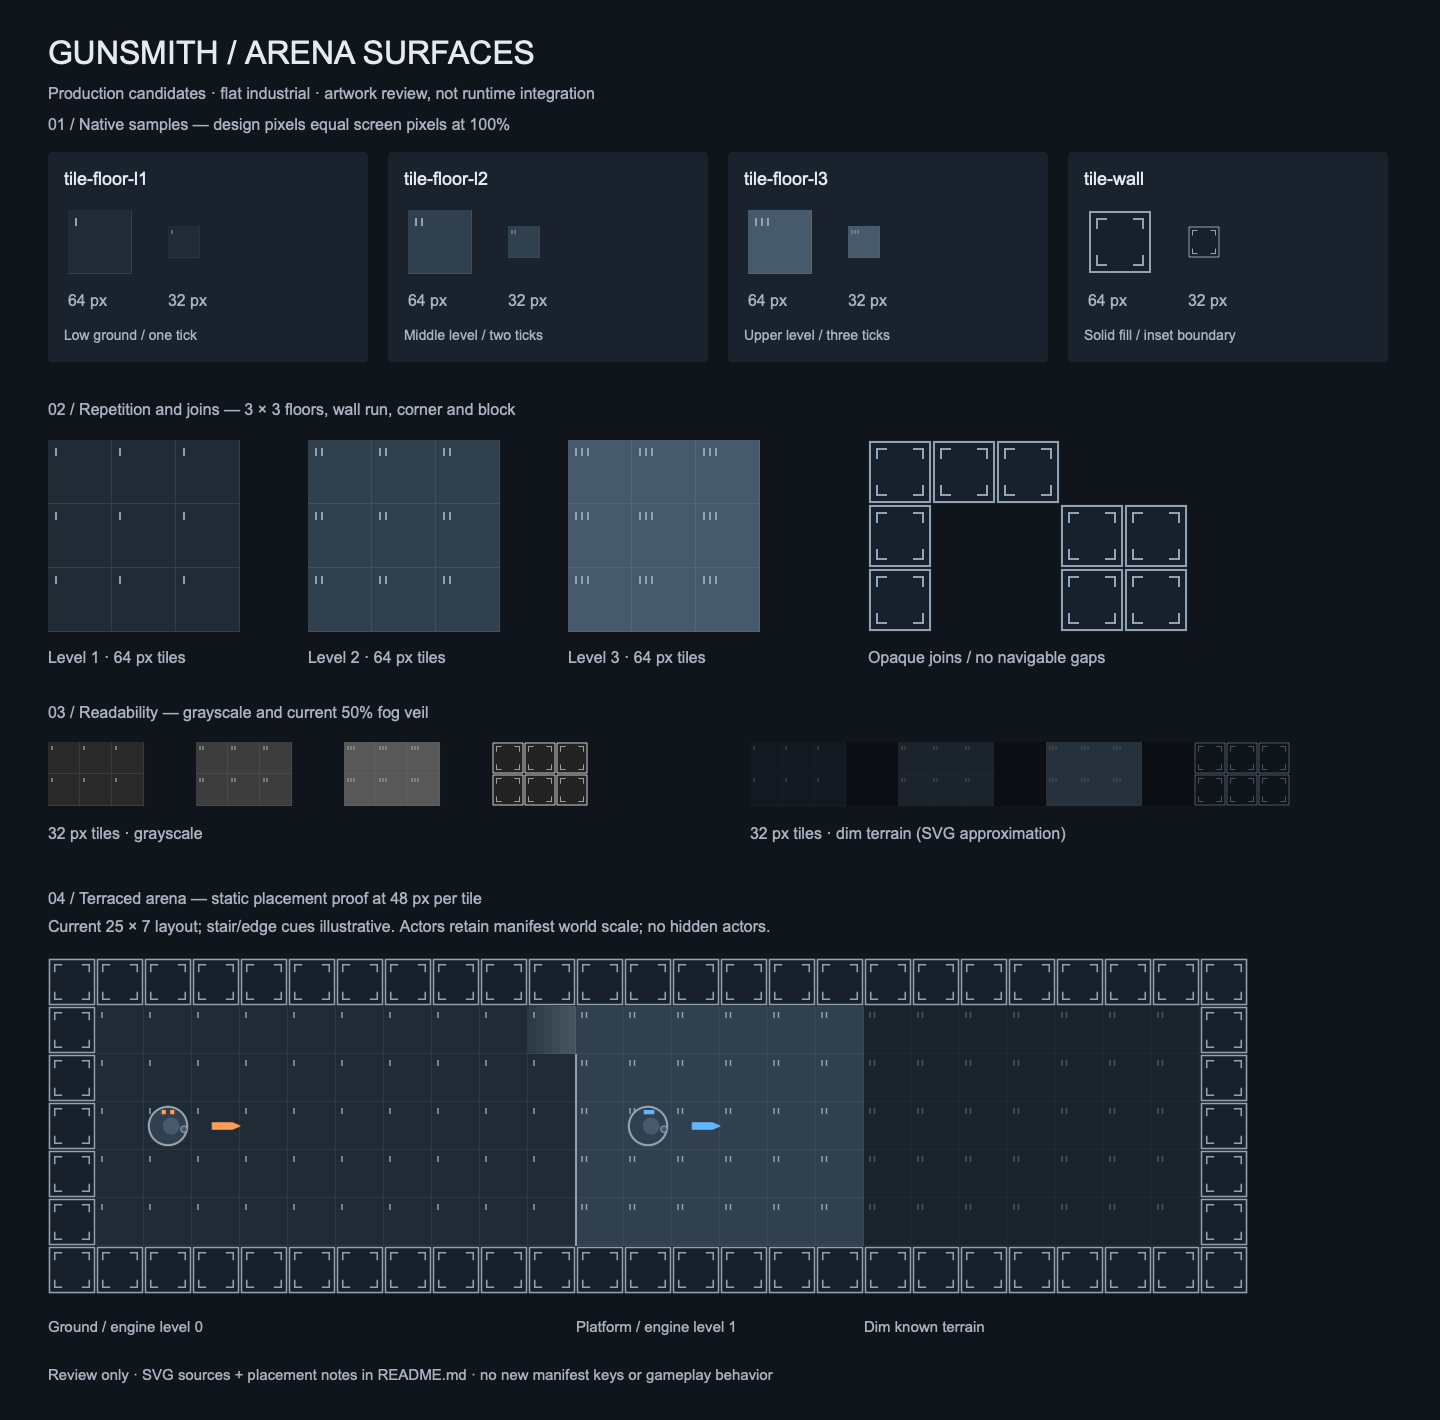 GUNSMITH / ARENA SURFACES
Production candidates · flat industrial · artwork review, not runtime integration
01 / Native samples — design pixels equal screen pixels at 100%
tile-floor-l1
64 px
32 px
Low ground / one tick
tile-floor-l2
64 px
32 px
Middle level / two ticks
tile-floor-l3
64 px
32 px
Upper level / three ticks
tile-wall
64 px
32 px
Solid fill / inset boundary
02 / Repetition and joins — 3 × 3 floors, wall run, corner and block
Level 1 · 64 px tiles
Level 2 · 64 px tiles
Level 3 · 64 px tiles
Opaque joins / no navigable gaps
03 / Readability — grayscale and current 50% fog veil
32 px tiles · grayscale
32 px tiles · dim terrain (SVG approximation)
04 / Terraced arena — static placement proof at 48 px per tile
Current 25 × 7 layout; stair/edge cues illustrative. Actors retain manifest world scale; no hidden actors.
Ground / engine level 0
Platform / engine level 1
Dim known terrain
Review only · SVG sources + placement notes in README.md · no new manifest keys or gameplay behavior